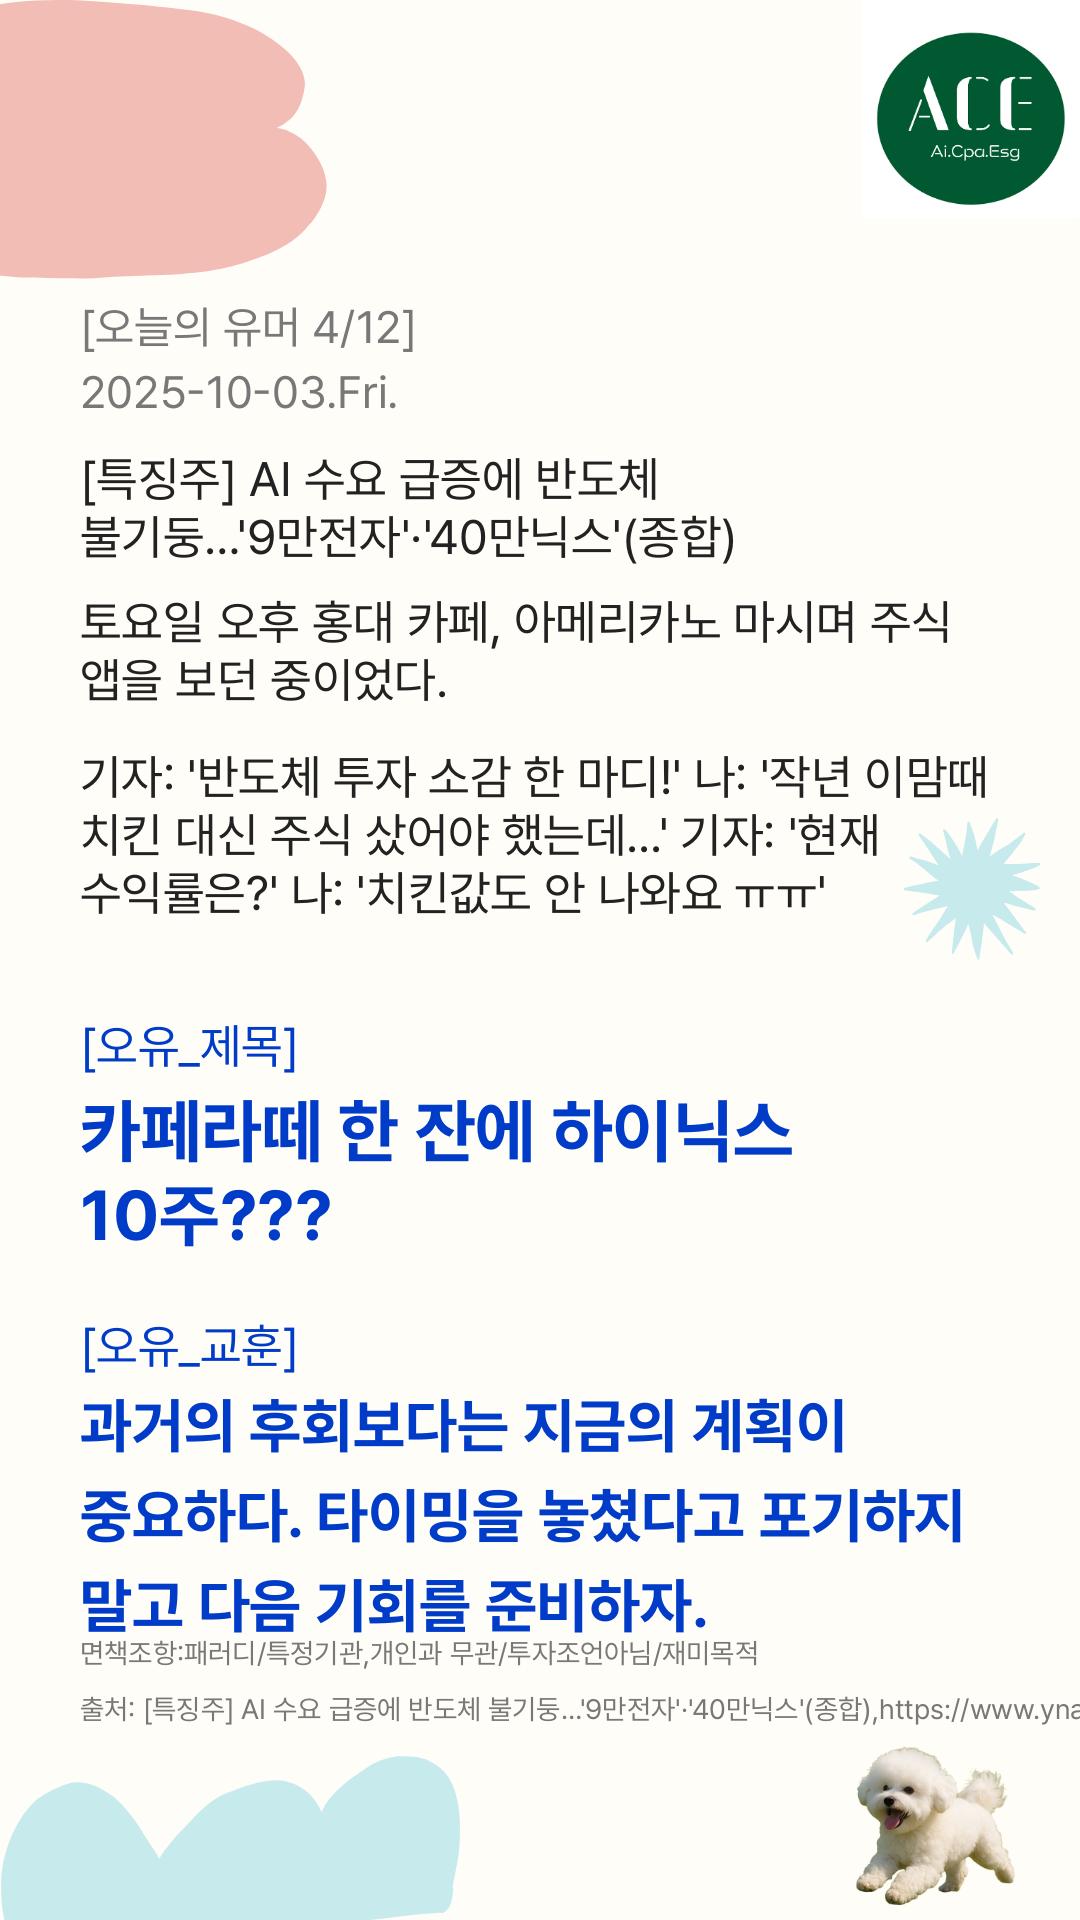 ACE
Ai.Cpa.Esg
[오늘의 유머 4/12]
2025-10-03.Fri.
[특징주] AI 수요 급증에 반도체
불기둥…'9만전자'·'40만닉스'(종합)
토요일 오후 홍대 카페, 아메리카노 마시며 주식
앱을 보던 중이었다.
기자: '반도체 투자 소감 한 마디!' 나: '작년 이맘때
치킨 대신 주식 샀어야 했는데...' 기자: '현재
수익률은?' 나: '치킨값도 안 나와요 ㅠㅠ'
[오유_제목]
카페라떼 한 잔에 하이닉스
10주???
[오유_교훈]
과거의 후회보다는 지금의 계획이
중요하다. 타이밍을 놓쳤다고 포기하지
말고 다음 기회를 준비하자.
면책조항:패러디/특정기관,개인과 무관/투자조언아님/재미목적
출처: [특징주] AI 수요 급증에 반도체 불기둥…'9만전자'·'40만닉스'(종합),https://www.yna